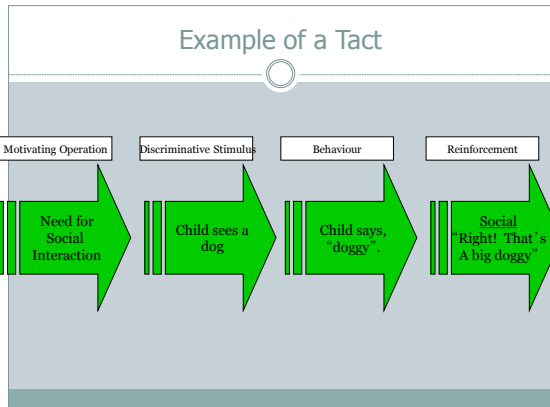 Example of a Tact
Motivating Operation
Discriminative Stimulus
Behaviour
Reinforcement
Need for
Social
Interaction
Child sees a
dog
Child says,
“doggy”.
Social
“Right! That’s
A big doggy”